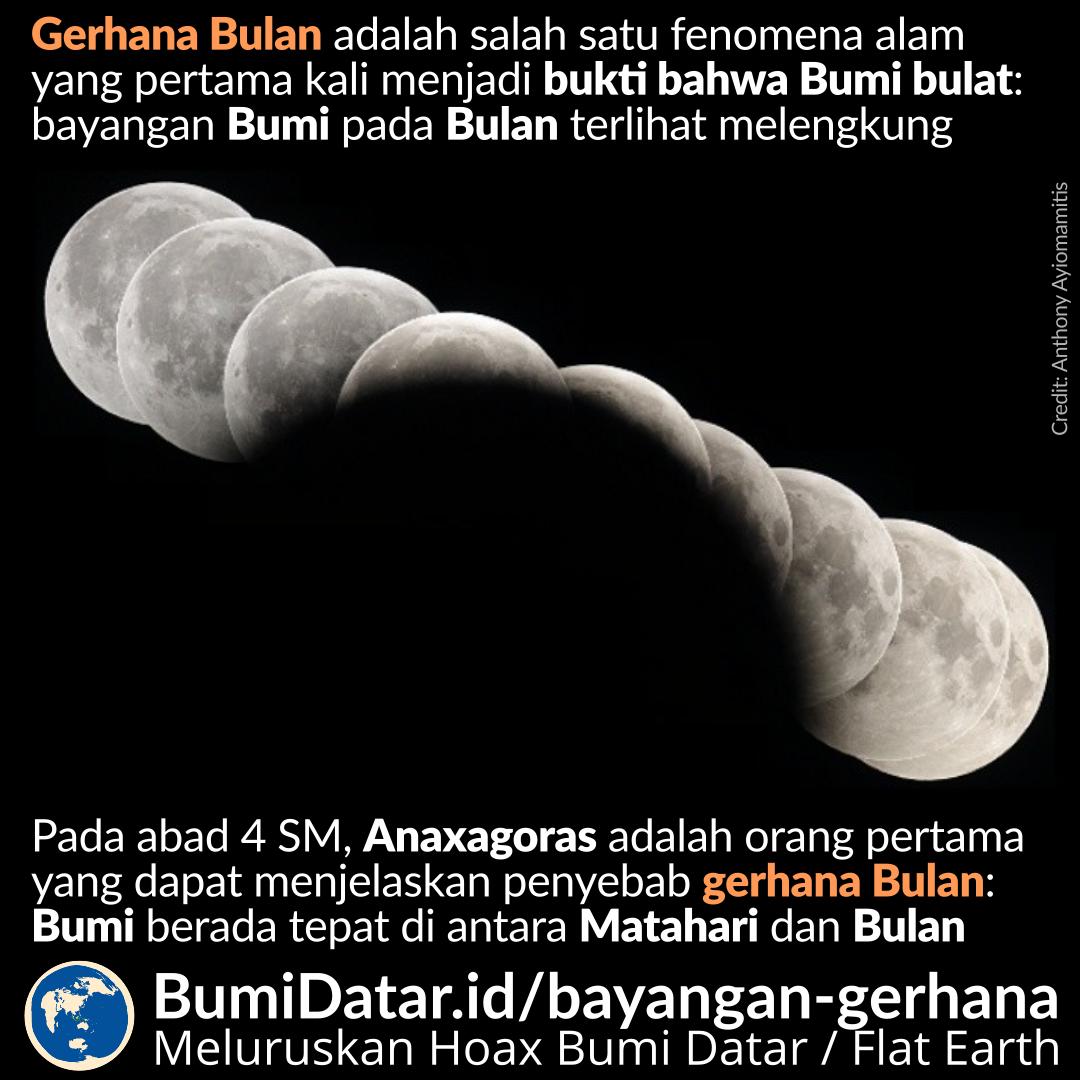 Gerhana Bulan adalah salah satu fenomena alam
yang pertama kali menjadi bukti bahwa Bumi bulat:
bayangan Bumi pada Bulan terlihat melengkung
Credit: Anthony Ayiomamitis
Pada abad 4 SM, Anaxagoras adalah orang pertama
yang dapat menjelaskan penyebab gerhana Bulan:
Bumi berada tepat di antara Matahari dan Bulan
BumiDatar.id/bayangan-gerhana
Meluruskan Hoax Bumi Datar / Flat Earth